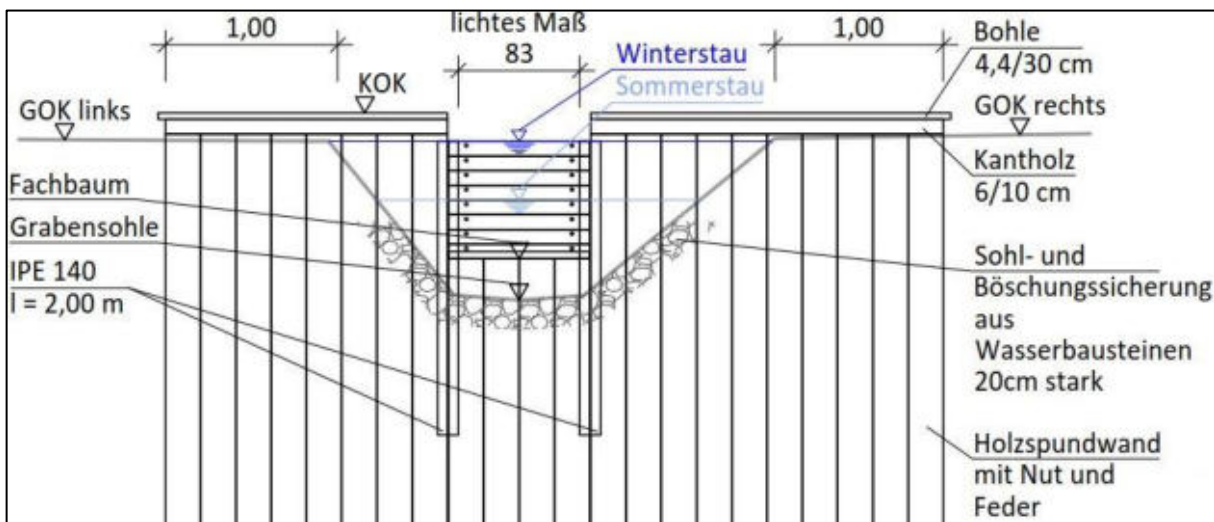 lichtes Maß
1,00
83
1,00
Winterstau
Sommerstau
Bohle
4,4/30 cm
KOK
GOK links
GOK rechts
Kantholz
6/10 cm
Fachbaum
Grabensohle
IPE 140
l = 2,00 m
Sohl- und
Böschungssicherung
aus
Wasserbausteinen
20cm stark
Holzspundwand
mit Nut und
Feder